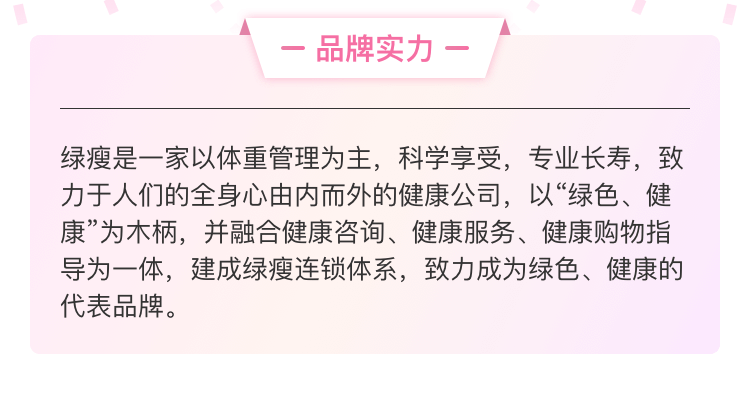 品牌实力
绿瘦是一家以体重管理为主，科学享受，专业长寿，致
力于人们的全身心由内而外的健康公司，以“绿色、健
康”为木柄，并融合健康咨询、健康服务、健康购物指
导为一体，建成绿瘦连锁体系，致力成为绿色、健康的
代表品牌。